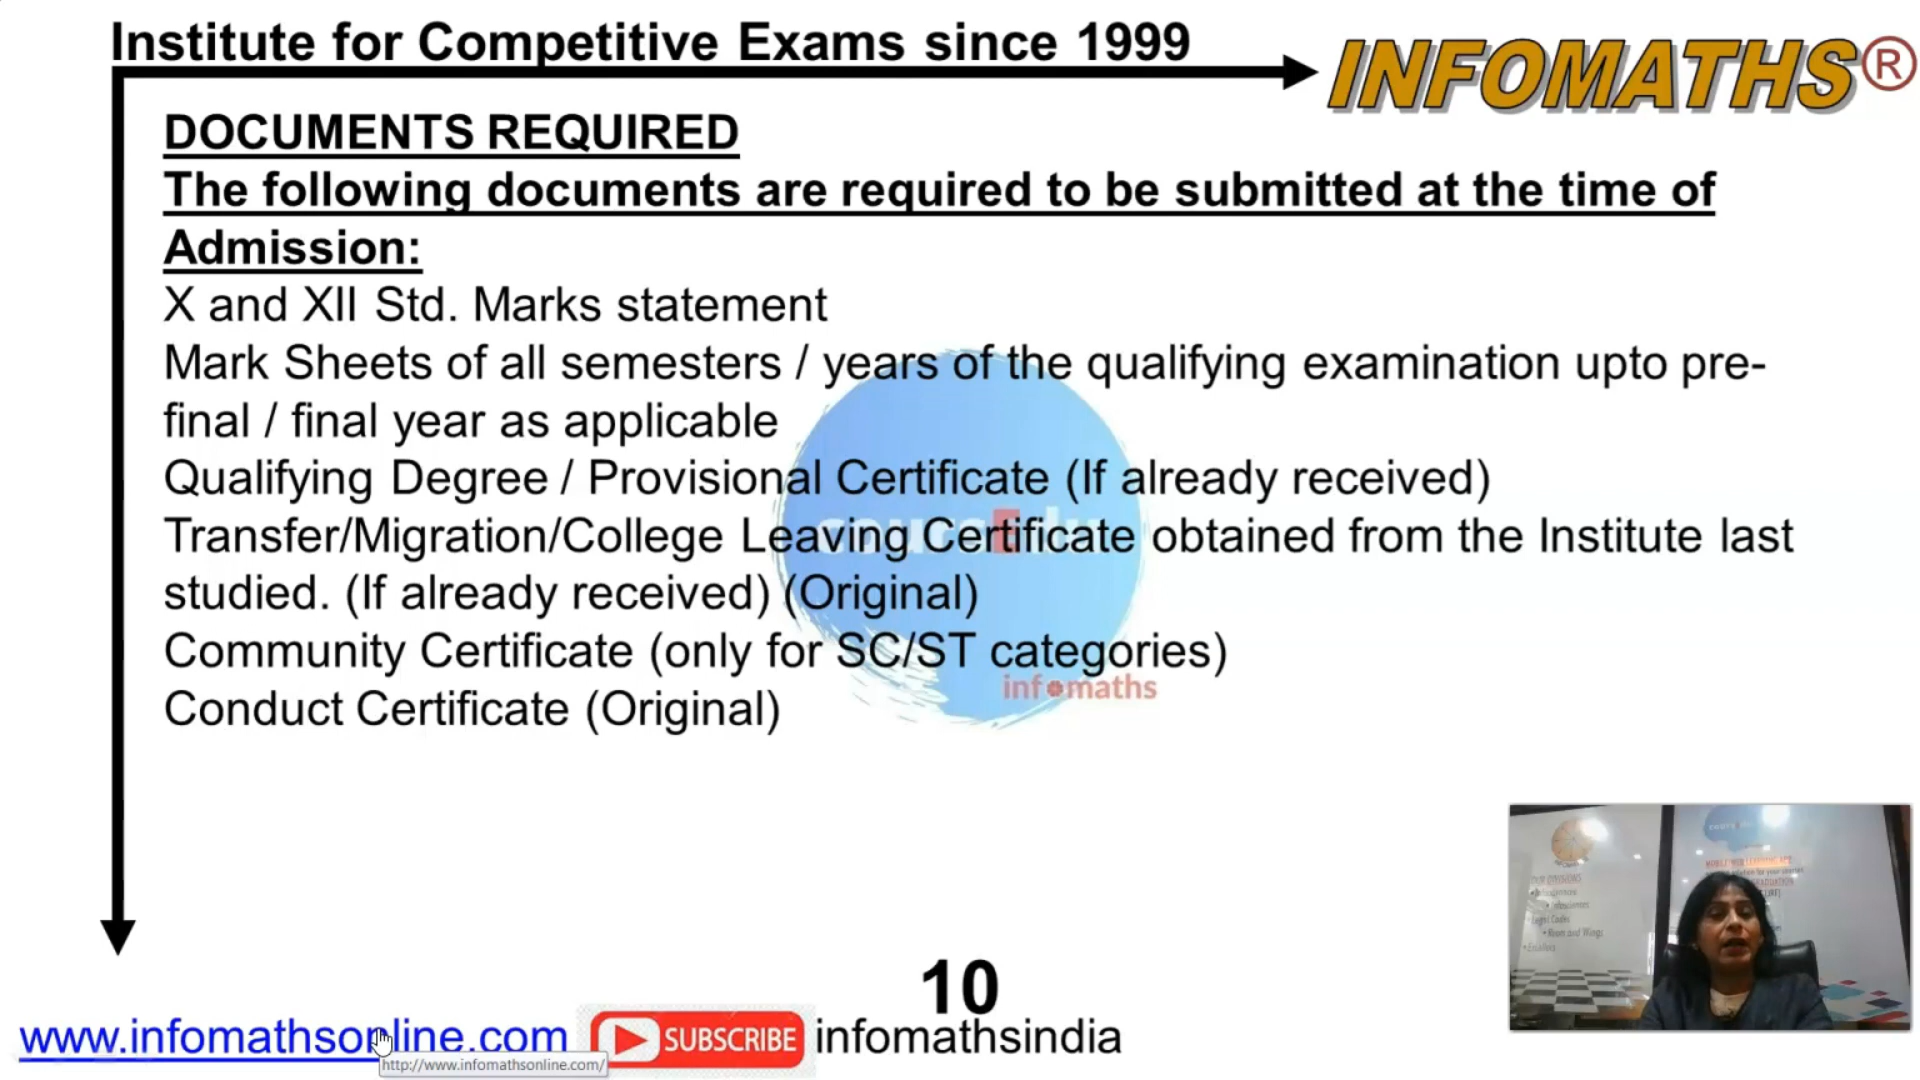 Institute for Competitive Exams since 1999
INFOMATHS®
DOCUMENTS REQUIRED
The following documents are required to be submitted at the time of
Admission:
X and XII Std. Marks statement
Mark Sheets of all semesters / years of the qualifying examination upto pre-
final / final year as applicable
Qualifying Degree / Provisional Certificate (If already received)
Transfer/Migration/College Leaving Certificate obtained from the Institute last
studied. (If already received) (Original)
Community Certificate (only for SC/ST categories)
infomaths
Conduct Certificate (Original)
OUR DIVISIONS
10
www.infomathsonline.com
SUBSCRIBE
infomathsindia
http://www.infomathsonline.com/